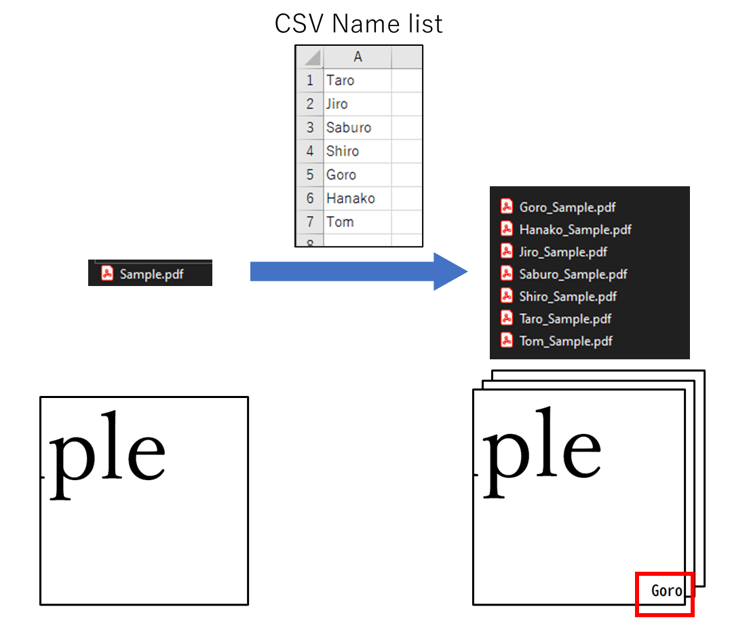 CSV Name list
A
1 Taro
2 Jiro
3 Saburo
4 Shiro
5 Goro
6 Hanako
7 Tom
8
Sample.pdf
Goro_Sample.pdf
Hanako_Sample.pdf
Jiro_Sample.pdf
Saburo_Sample.pdf
Shiro_Sample.pdf
Taro_Sample.pdf
Tom_Sample.pdf
ple
ple
Goro